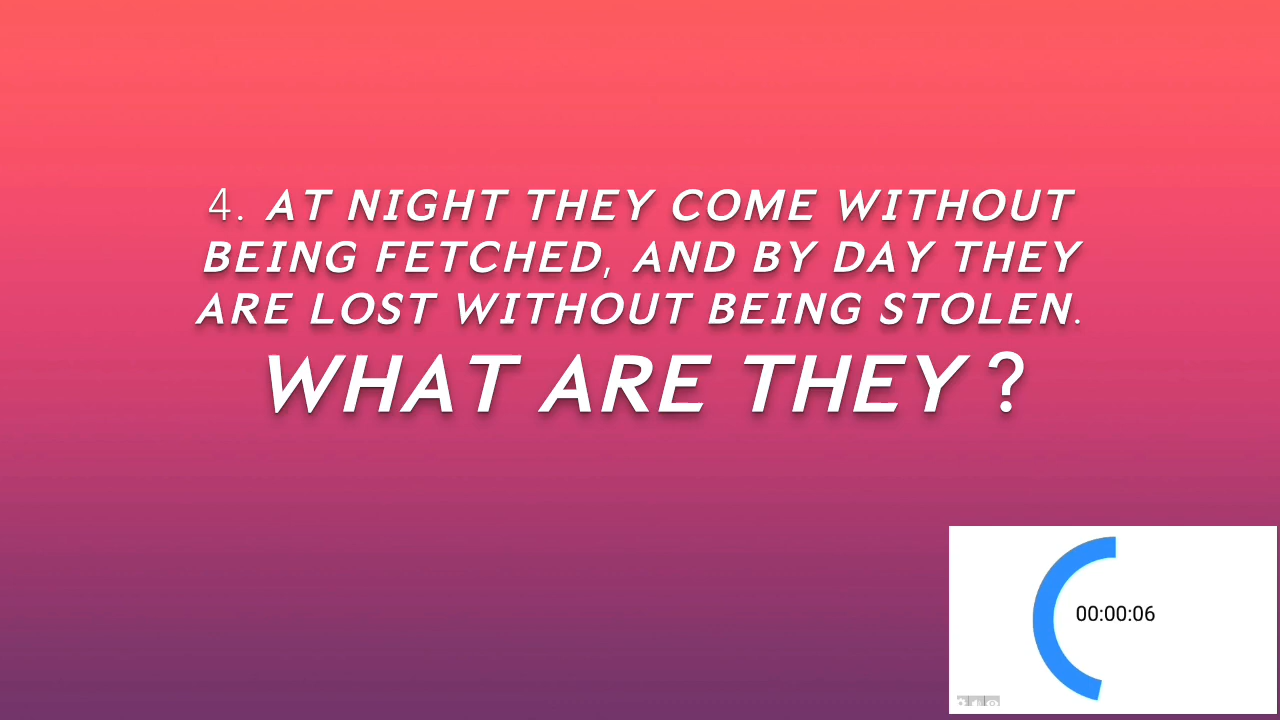 4. AT NIGHT THEY COME WITHOUT
BEING FETCHED, AND BY DAY THEY
ARE LOST WITHOUT BEING STOLEN.
WHAT ARE THEY ?
00:00:06